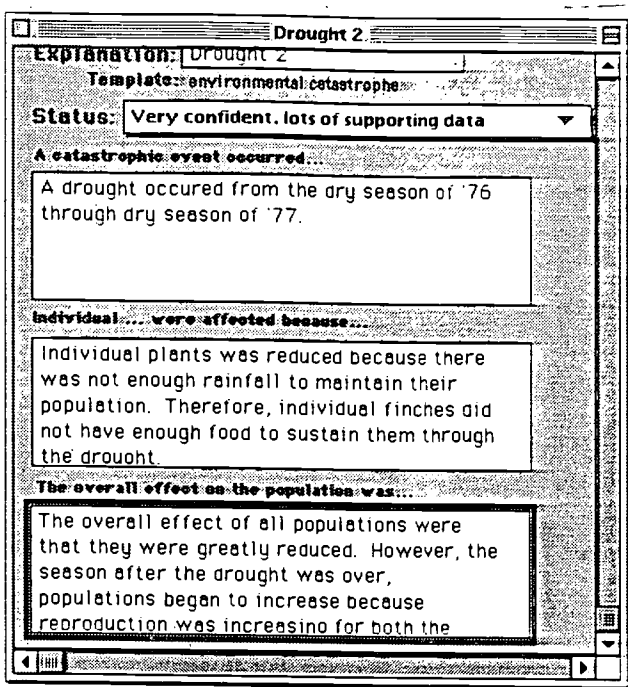 Drought 2
Explanation: Drought 2
Template: environmental catastrophe
Status: Very confident, lots of supporting data
A catastrophic event occurred...
A drought occured from the dry season of '76
through dry season of '77.
Individual ... were affected because...
Individual plants was reduced because there
was not enough rainfall to maintain their
population. Therefore, individual finches did
not have enough food to sustain them through
the drought.
The overall effect on the population was...
The overall effect of all populations were
that they were greatly reduced. However, the
season after the drought was over,
populations began to increase because
reproduction was increasing for both the